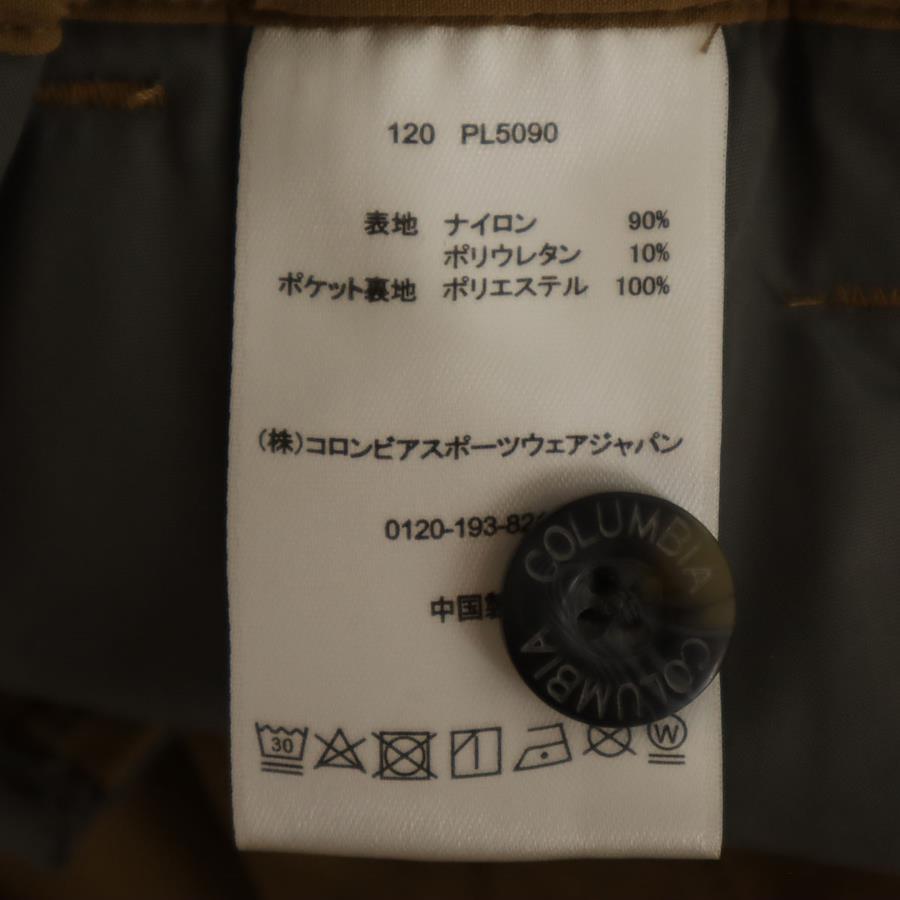 120 PL5090
表地 ナイロン 90%
ポリウレタン 10%
ポケット裏地 ポリエステル 100%
(株)コロンビアスポーツウェアジャパン
0120-193-82
中国製
COLUMBIA
COLUMBIA
30
W